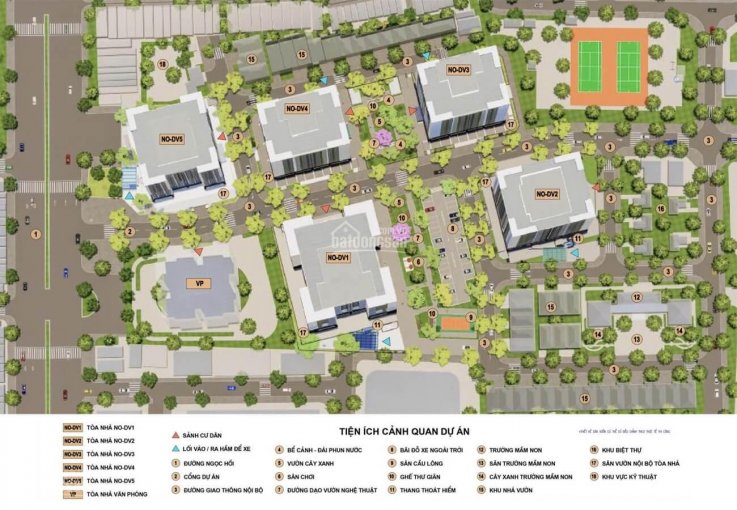 NO-DV5
NO-DV4
NO-DV3
NO-DV2
NO-DV1
VP
batdongsan
TIỆN ÍCH CẢNH QUAN DỰ ÁN
NO-DV1 TÒA NHÀ NO-DV1
NO-DV2 TÒA NHÀ NO-DV2
NO-DV3 TÒA NHÀ NO-DV3
NO-DV4 TÒA NHÀ NO-DV4
NO-DV5 TÒA NHÀ NO-DV5
VP TÒA NHÀ VĂN PHÒNG
SẢNH CƯ DÂN
LỐI VÀO / RA HẦM ĐỂ XE
1 ĐƯỜNG NGỌC HỒI
2 CỔNG DỰ ÁN
3 ĐƯỜNG GIAO THÔNG NỘI BỘ
4 BỂ CẢNH - ĐÀI PHUN NƯỚC
5 VƯỜN CÂY XANH
6 SÂN CHƠI
7 ĐƯỜNG DẠO VƯỜN NGHỆ THUẬT
8 BÃI ĐỖ XE NGOÀI TRỜI
9 SÂN CẦU LÔNG
10 GHẾ THƯ GIÃN
11 THANG THOÁT HIỂM
12 TRƯỜNG MẦM NON
13 SÂN TRƯỜNG MẦM NON
14 CÂY XANH TRƯỜNG MẦM NON
15 KHU NHÀ VƯỜN
16 KHU BIỆT THỰ
17 SÂN VƯỜN NỘI BỘ TÒA NHÀ
18 KHU VỰC KỸ THUẬT